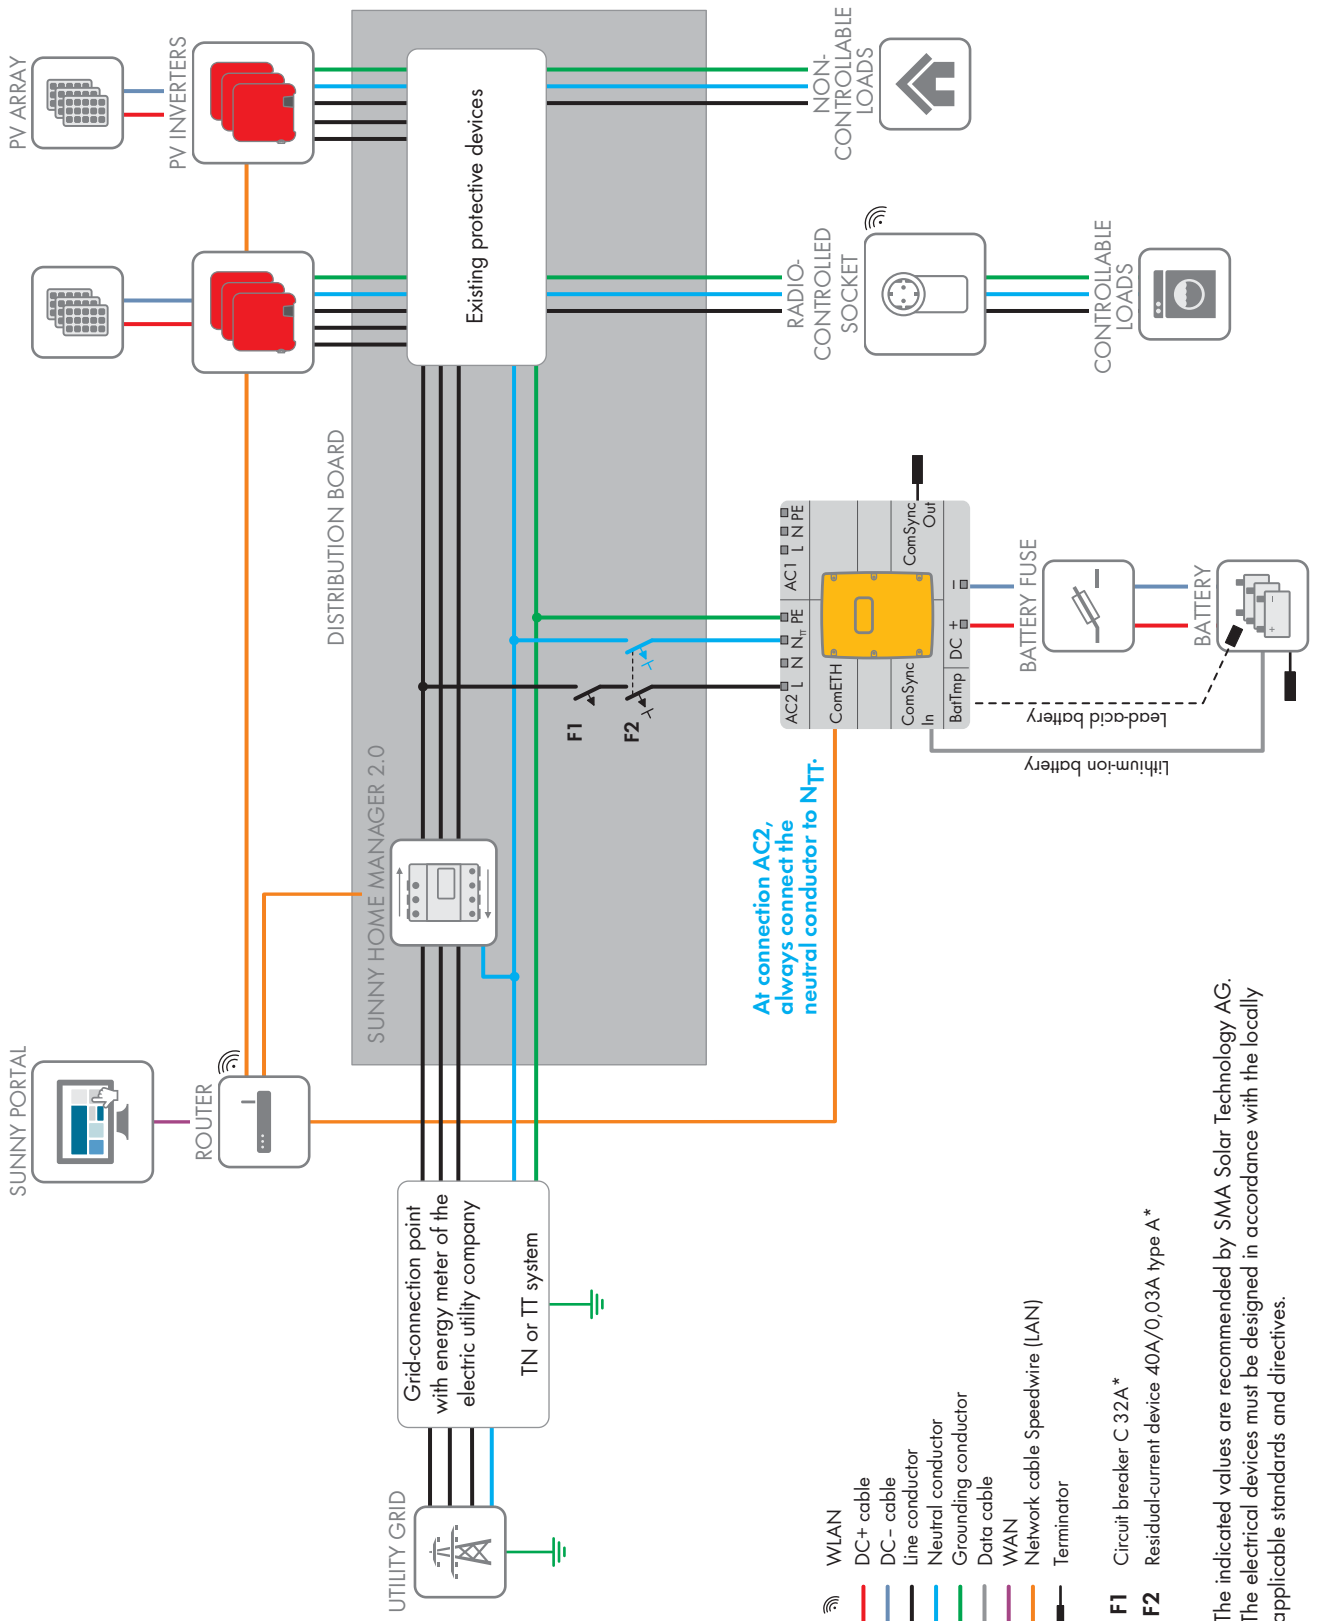 SUNNY PORTAL
PV ARRAY
ROUTER
PV INVERTERS
DISTRIBUTION BOARD
SUNNY HOME MANAGER 2.0
UTILITY GRID
Grid-connection point
with energy meter of the
electric utility company
TN or TT system
Existing protective devices
F1
F2
At connection AC2,
always connect the
neutral conductor to NTT.
AC2 L N NTT PE
AC1 L N PE
ComETH
ComSync
In
ComSync
Out
BatTmp
DC + –
RADIO-
CONTROLLED
SOCKET
NON-
CONTROLLABLE
LOADS
BATTERY FUSE
CONTROLLABLE
LOADS
BATTERY
+ –
Lead-acid battery
Lithium-ion battery
WLAN
DC+ cable
DC– cable
Line conductor
Neutral conductor
Grounding conductor
Data cable
WAN
Network cable Speedwire (LAN)
Terminator
F1 Circuit breaker C 32A*
F2 Residual-current device 40A/0,03A type A*
The indicated values are recommended by SMA Solar Technology AG.
The electrical devices must be designed in accordance with the locally
applicable standards and directives.